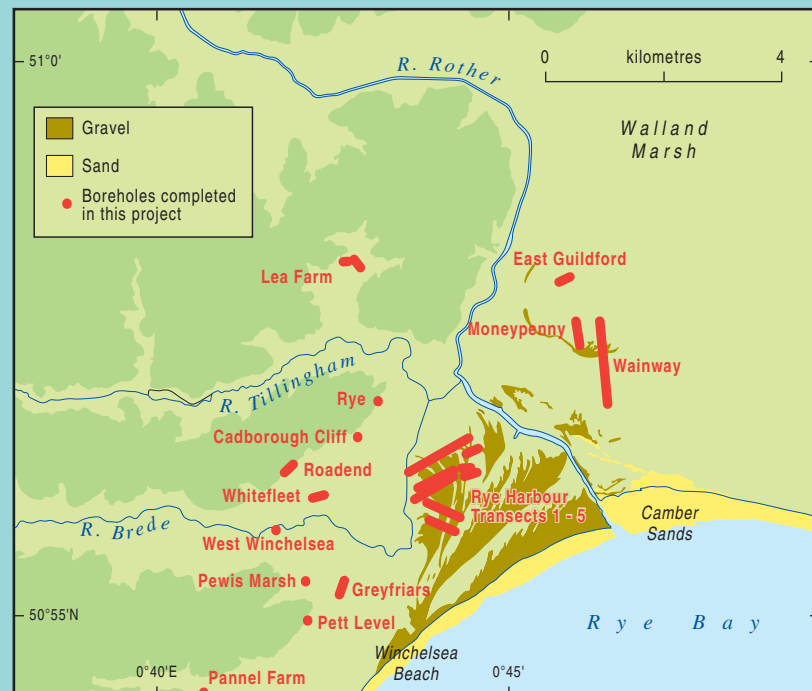 51°0'
R. Rother
0 kilometres 4
Walland
Marsh
Gravel
Sand
Boreholes completed
in this project
East Guildford
Lea Farm
Moneypenny
Wainway
R. Tillingham
Rye
Cadborough Cliff
Roadend
Whitefleet
Rye Harbour
Transects 1 - 5
Camber
Sands
R. Brede
West Winchelsea
Pewis Marsh
Greyfriars
50°55'N
Pett Level
Rye Bay
Winchelsea
Beach
0°40'E
0°45'
Pannel Farm